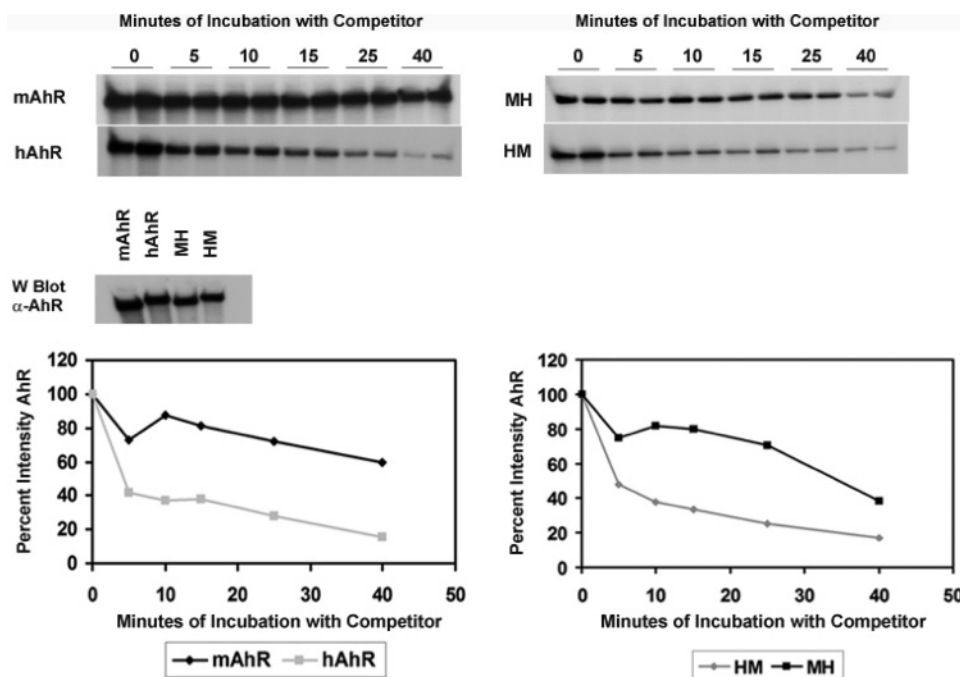 Minutes of Incubation with Competitor
0 5 10 15 25 40
mAhR
hAhR
Minutes of Incubation with Competitor
0 5 10 15 25 40
MH
HM
mAhR hAhR MH HM
W Blot
α-AhR
Percent Intensity AhR
120
100
80
60
40
20
0
0 10 20 30 40 50
Minutes of Incubation with Competitor
mAhR hAhR
Percent Intensity AhR
120
100
80
60
40
20
0
0 10 20 30 40 50
Minutes of Incubation with Competitor
HM MH